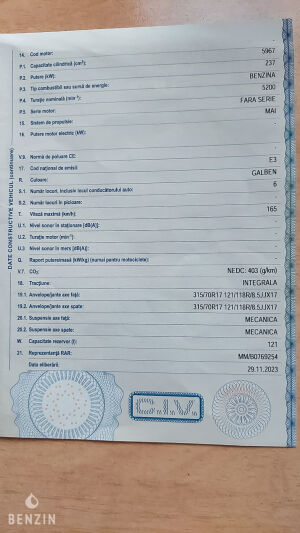 DATE CONSTRUCTIVE VEHICUL (continuare)
14. Cod motor: -
P.1. Capacitate cilindrică (cm³): 5967
P.2. Putere (kW): 237
P.3. Tip combustibil sau sursă de energie: BENZINA
P.4. Turație nominală (min⁻¹): 5200
P.5. Serie motor: FARA SERIE
15. Sistem de propulsie: MAI
16. Putere motor electric (kW): -
V.9. Normă de poluare CE: -
17. Cod național de emisii: E3
R. Culoare: GALBEN
S.1. Număr locuri, inclusiv locul conducătorului auto: 6
S.2. Număr locuri în picioare: -
T. Viteză maximă (km/h): 165
U.1. Nivel sonor în staționare [dB(A)]: -
U.2. Turație motor (min⁻¹): -
U.3 Nivel sonor în mers [dB(A)]: -
Q. Raport putere/masă (kW/kg) (numai pentru motociclete): -
V.7. CO₂: NEDC: 403 (g/km)
18. Tracțiune: INTEGRALA
19.1. Anvelope/jante axe față: 315/70R17 121/118R/8.5JJX17
19.2. Anvelope/jante axe spate: 315/70R17 121/118R/8.5JJX17
20.1. Suspensie axe față: MECANICA
20.2. Suspensie axe spate: MECANICA
W. Capacitate rezervor (l): 121
21. Reprezentanță RAR: MM/B0769254
Data eliberării: 29.11.2023
C.I.V.
BENZIN